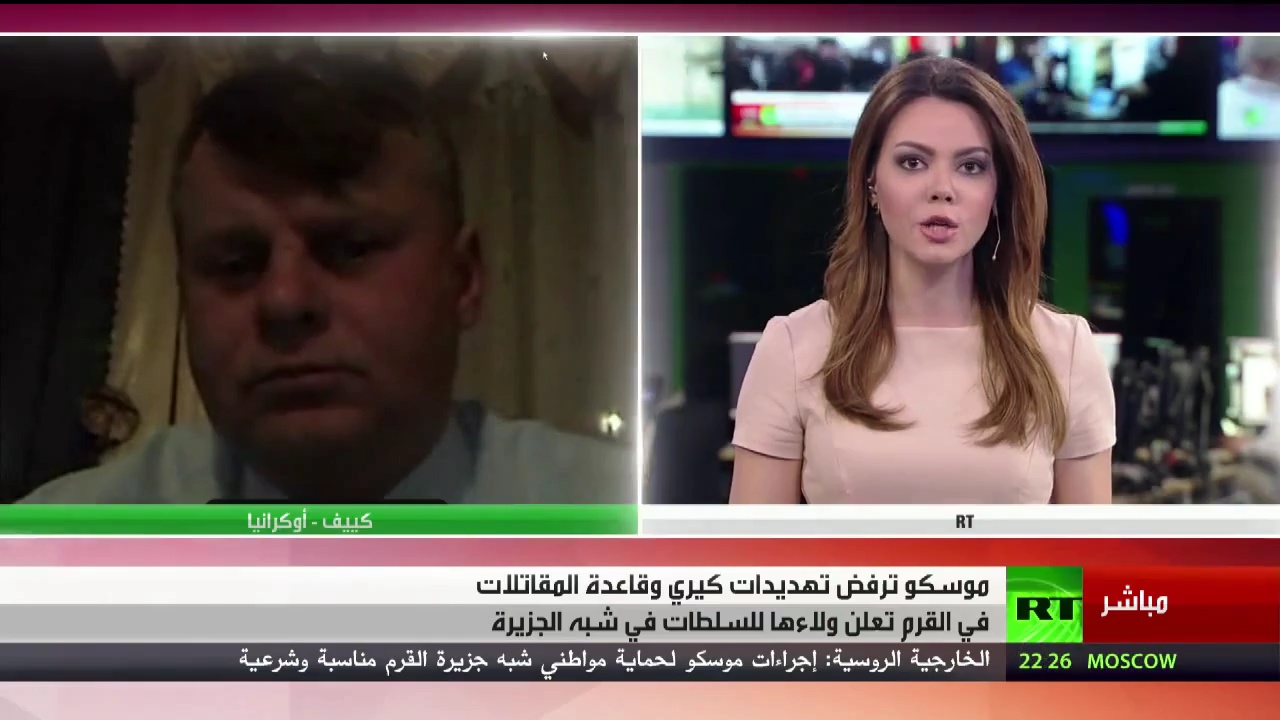 كييف - أوكرانيا
RT
موسكو ترفض تهديدات كيري وقاعدة المقاتلات
في القرم تعلن ولاءها للسلطات في شبه الجزيرة
RT
مباشر
الخارجية الروسية: إجراءات موسكو لحماية مواطني شبه جزيرة القرم مناسبة وشرعية
22 26 MOSCOW